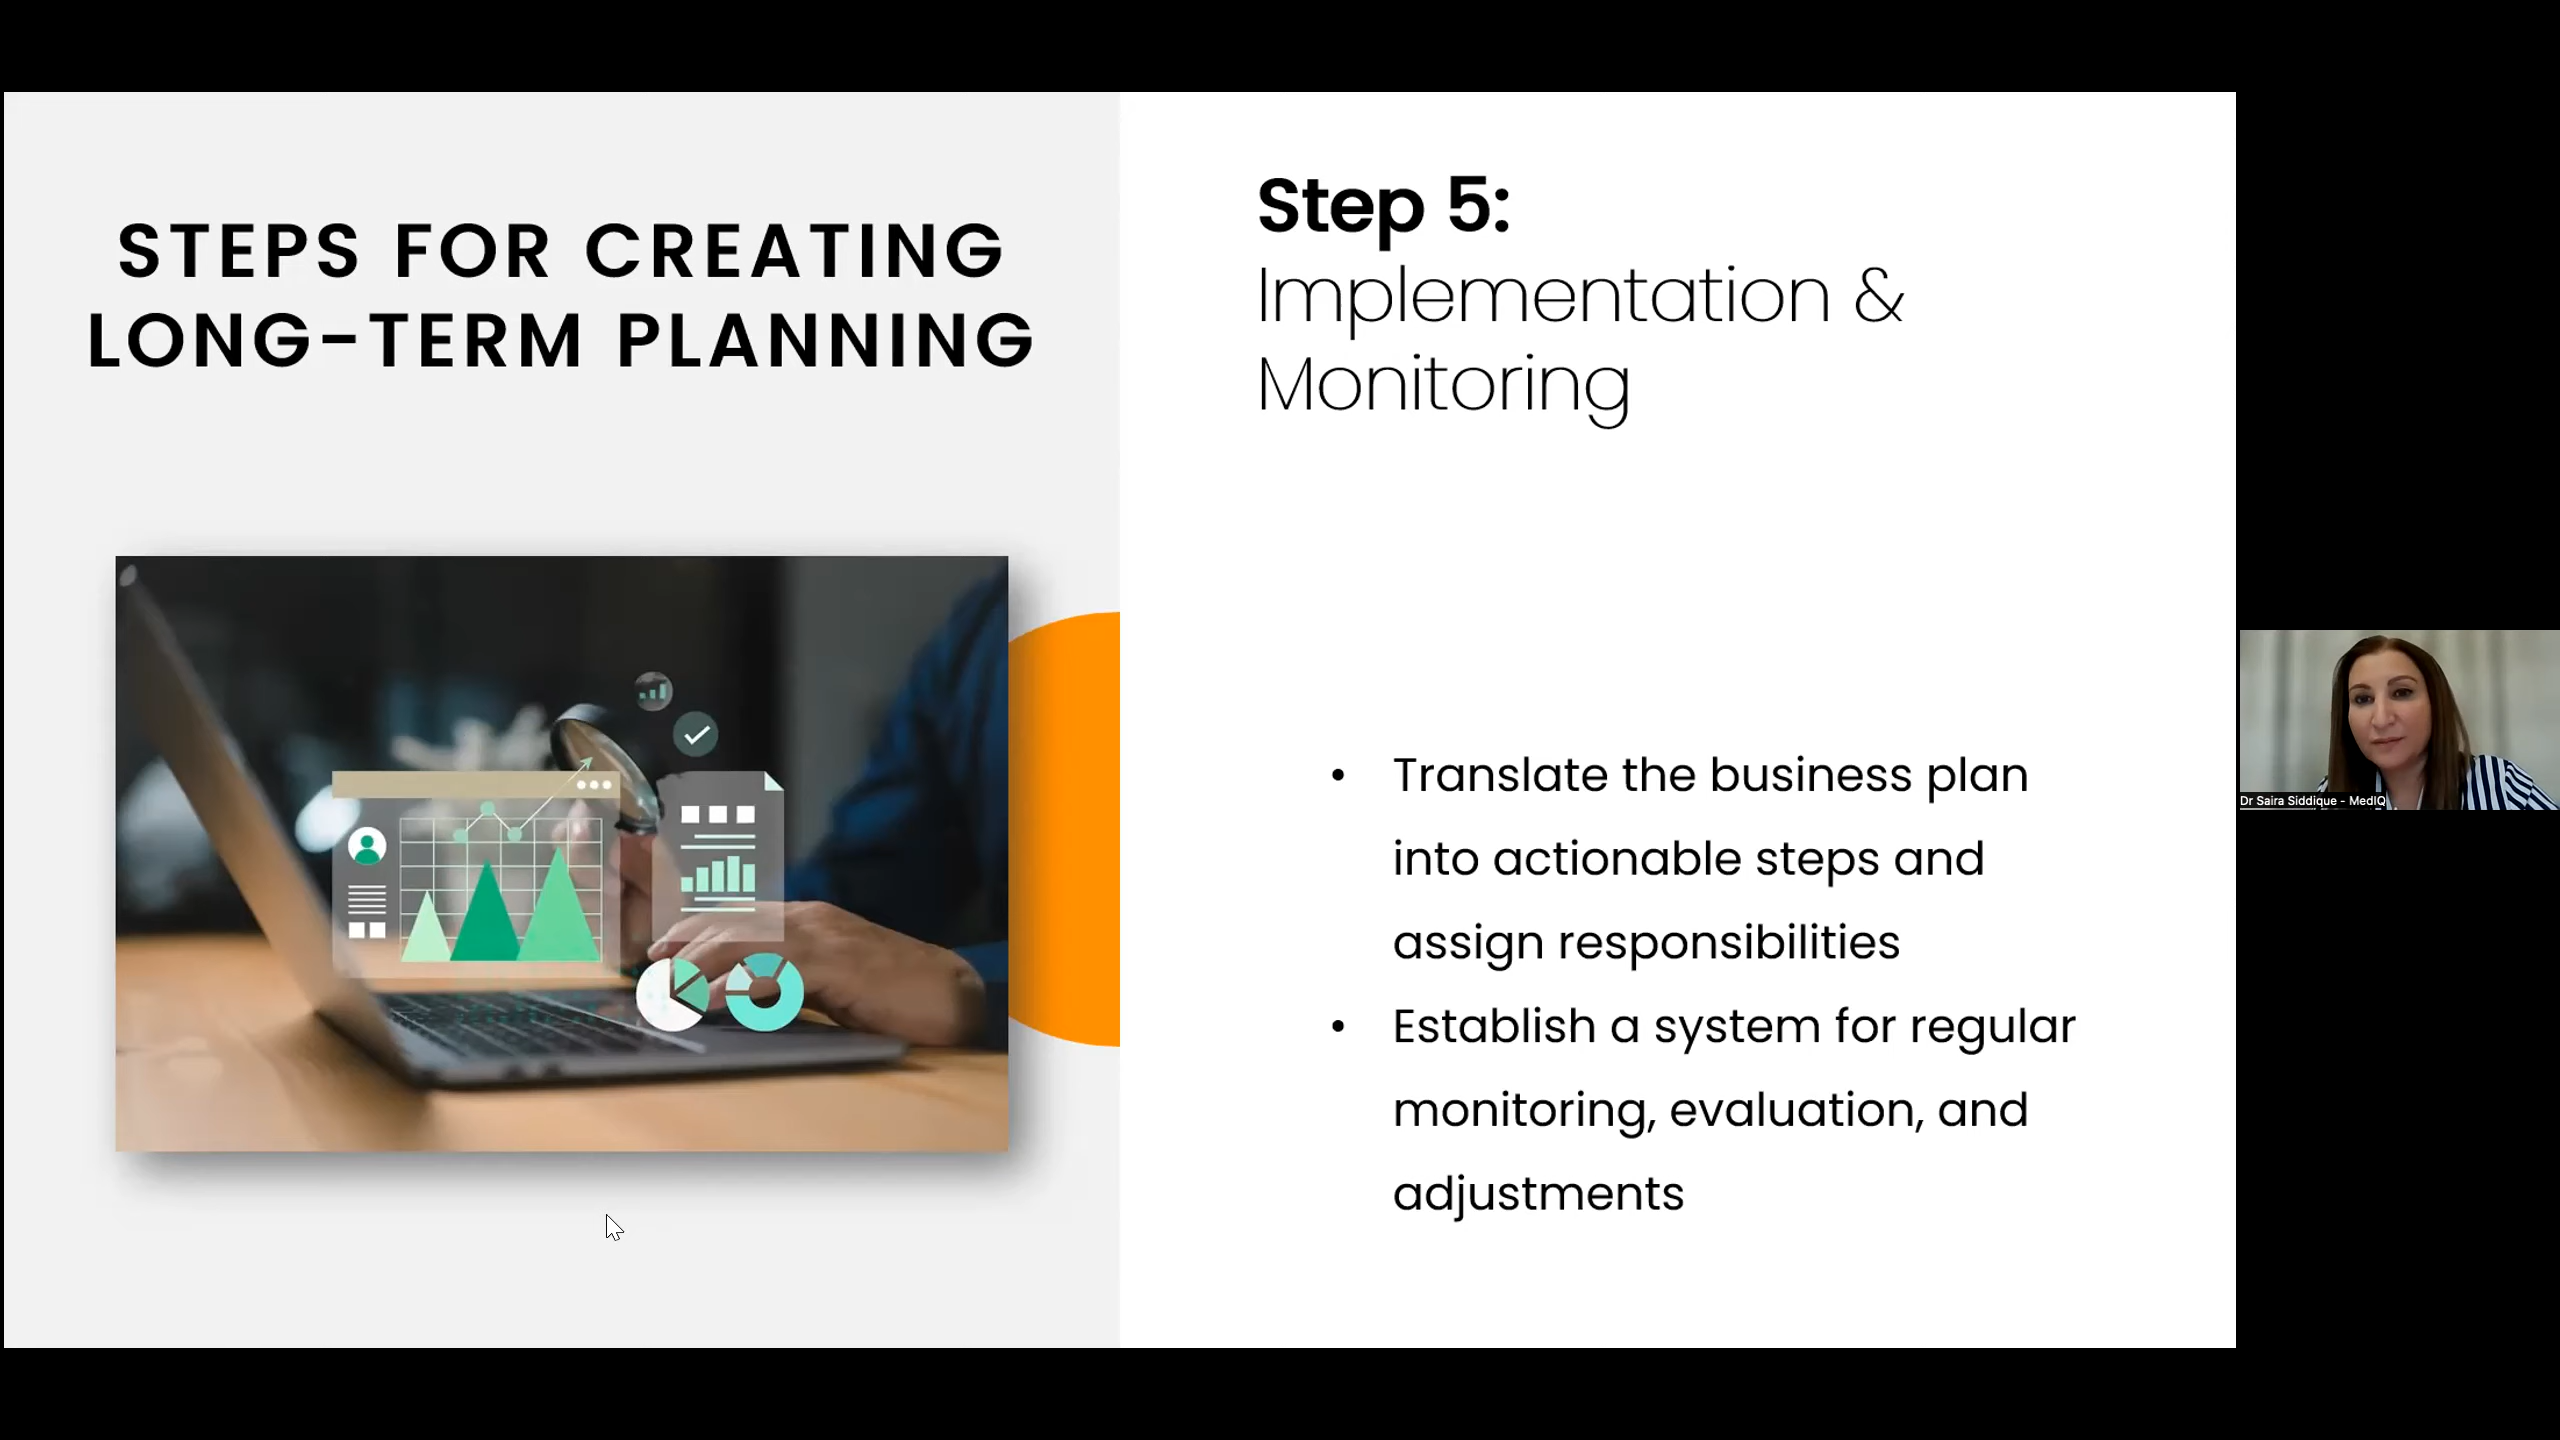 STEPS FOR CREATING
LONG-TERM PLANNING
Step 5:
Implementation &
Monitoring
• Translate the business plan
into actionable steps and
assign responsibilities
• Establish a system for regular
monitoring, evaluation, and
adjustments
Dr Saira Siddique - MedIQ